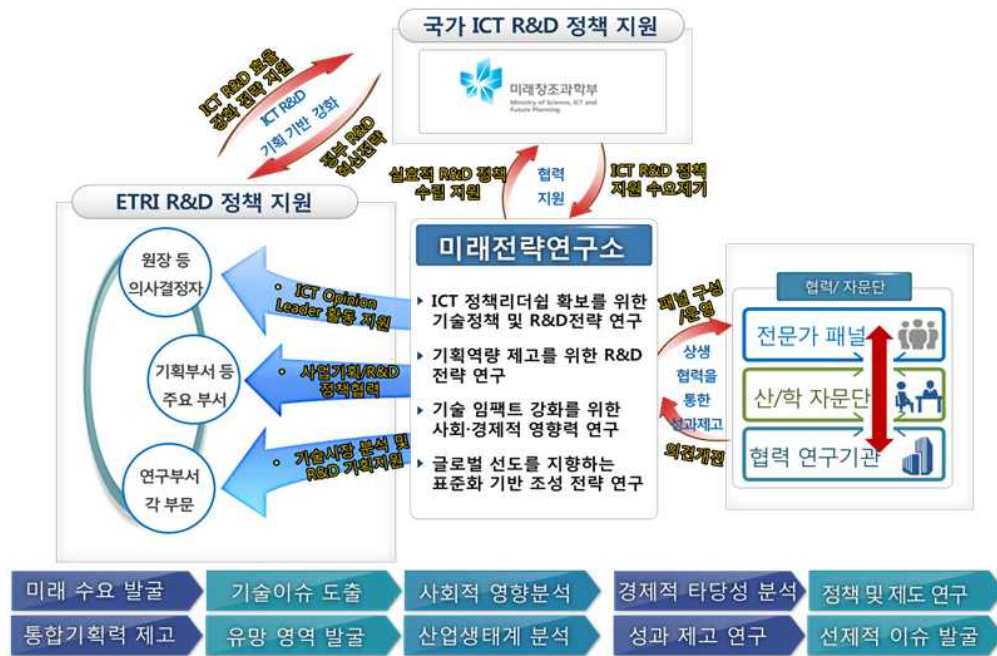 국가 ICT R&D 정책 지원
미래창조과학부
Ministry of Science, ICT and
Future Planning
ICT R&D 효율
강화 전략 지원
ICT R&D
기획 기반 강화
정부 R&D
혁신전략
실효적 R&D 정책
수립 지원
협력
지원
ICT R&D 정책
지원 수요제기
ETRI R&D 정책 지원
원장 등
의사결정자
기획부서 등
주요 부서
연구부서
각 부문
• ICT Opinion
Leader 활동 지원
• 사업기획/R&D
정책협력
• 기술시장 분석 및
R&D 기획지원
미래전략연구소
▶ ICT 정책리더쉽 확보를 위한
기술정책 및 R&D전략 연구
▶ 기획역량 제고를 위한 R&D
전략 연구
▶ 기술 임팩트 강화를 위한
사회·경제적 영향력 연구
▶ 글로벌 선도를 지향하는
표준화 기반 조성 전략 연구
패널 구성
/운영
상생
협력을
통한
성과제고
의견개진
협력/ 자문단
전문가 패널
산/학 자문단
협력 연구기관
미래 수요 발굴
기술이슈 도출
사회적 영향분석
경제적 타당성 분석
정책 및 제도 연구
통합기획력 제고
유망 영역 발굴
산업생태계 분석
성과 제고 연구
선제적 이슈 발굴